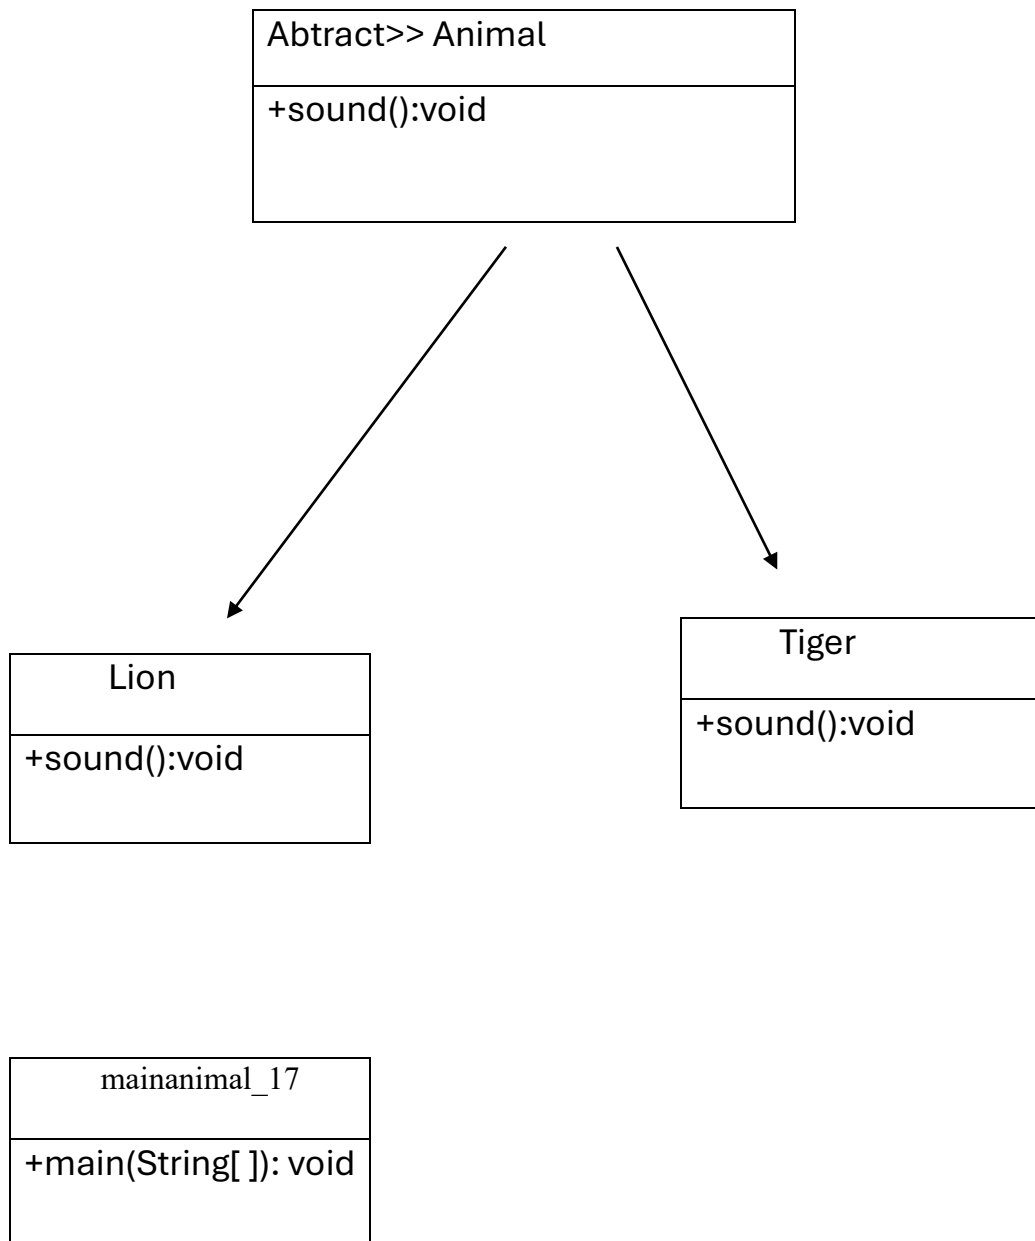 Abtract>> Animal
+sound():void
Lion
+sound():void
Tiger
+sound():void
mainanimal_17
+main(String[ ]): void